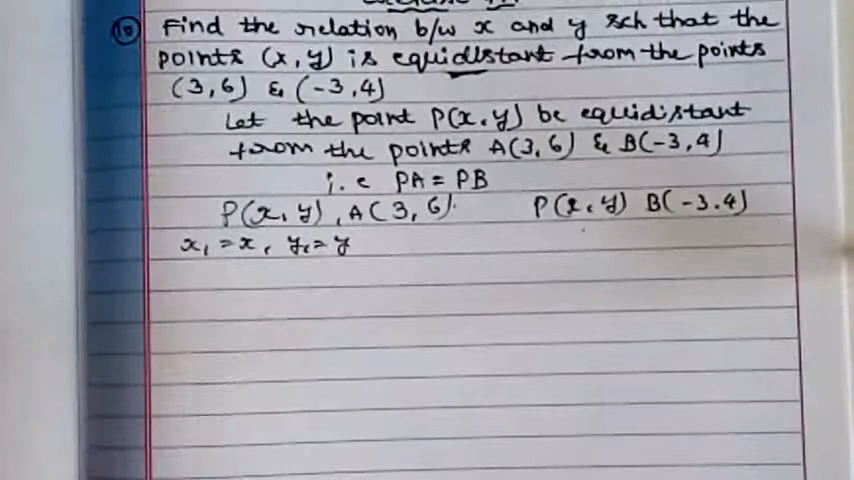 10 Find the relation b/w x and y sch that the
points (x,y) is equidistant from the points
(3,6) & (-3,4)
Let the point P(x,y) be equidistant
from the points A(3,6) & B(-3,4)
i.e PA = PB
P(x,y), A(3,6). P(x,y) B(-3.4)
x₁ = x, y₁ = y